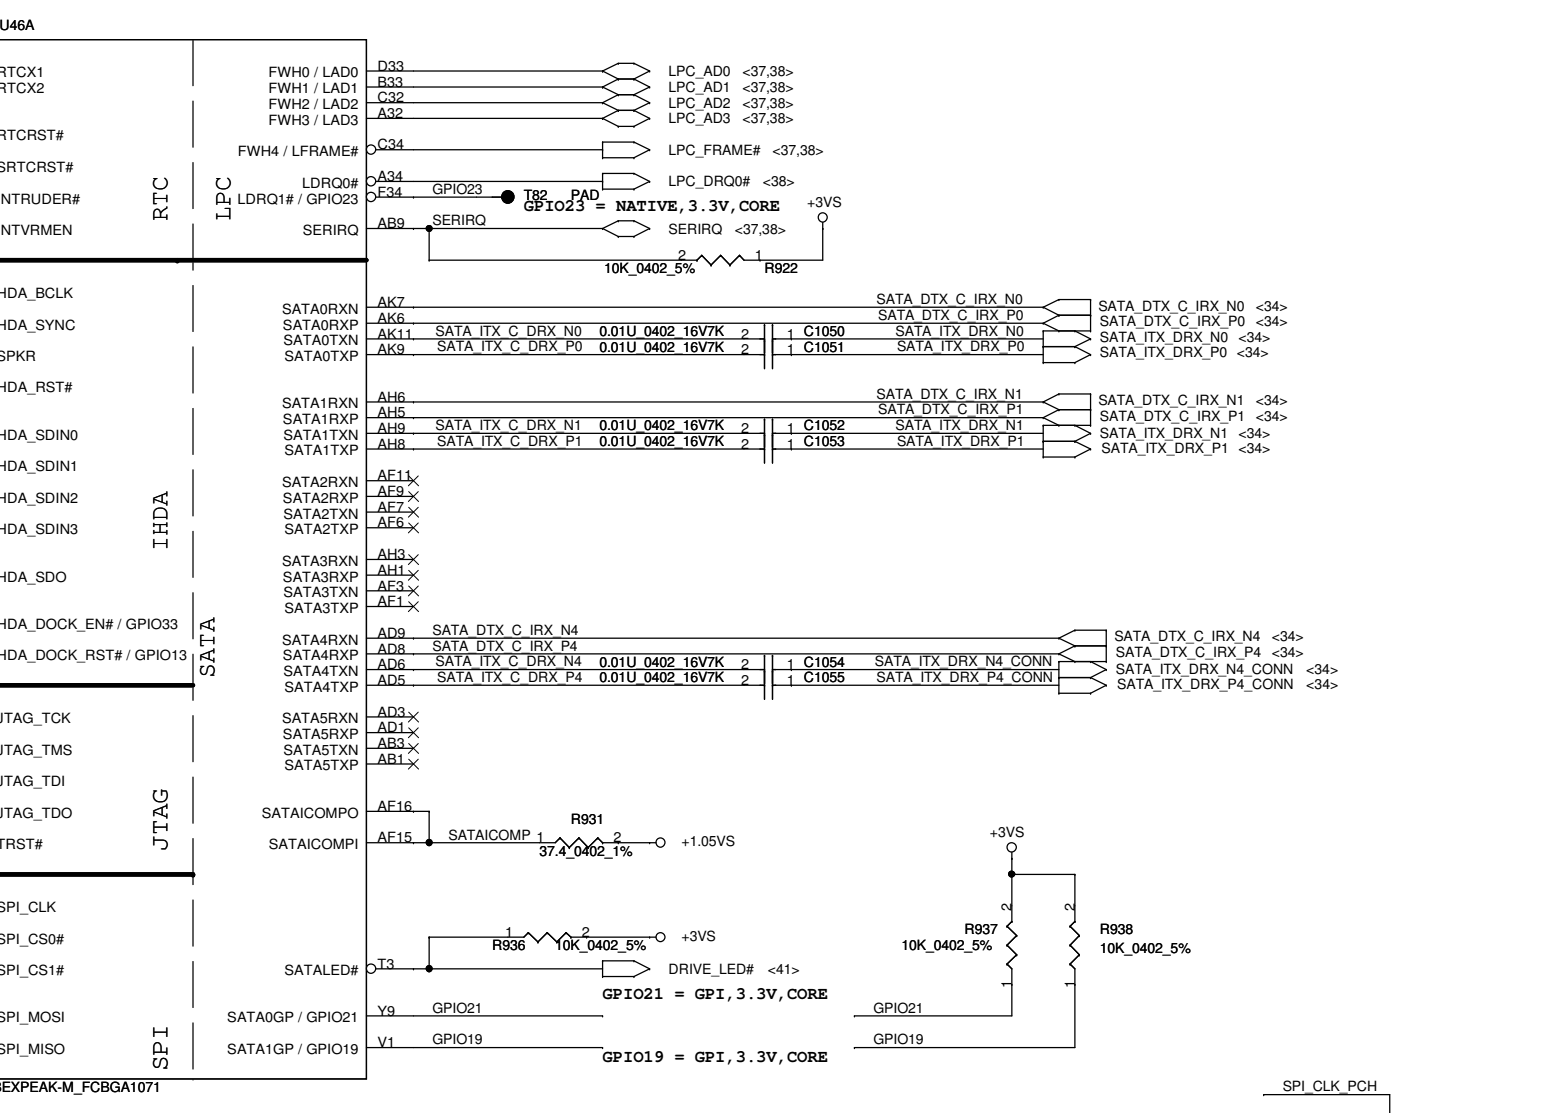 U46A
RTCX1
RTCX2
RTCRST#
SRTCRST#
INTRUDER#
INTVRMEN
RTC
LPC
FWH0 / LAD0 D33 LPC_AD0 <37,38>
FWH1 / LAD1 B33 LPC_AD1 <37,38>
FWH2 / LAD2 C32 LPC_AD2 <37,38>
FWH3 / LAD3 A32 LPC_AD3 <37,38>
FWH4 / LFRAME# C34 LPC_FRAME# <37,38>
LDRQ0# A34 LPC_DRQ0# <38>
LDRQ1# / GPIO23 F34 GPIO23 T82 PAD
GPIO23 = NATIVE,3.3V,CORE
+3VS
SERIRQ AB9 SERIRQ SERIRQ <37,38>
2 1
10K_0402_5% R922
HDA_BCLK
HDA_SYNC
SPKR
HDA_RST#
HDA_SDIN0
HDA_SDIN1
HDA_SDIN2
HDA_SDIN3
HDA_SDO
HDA_DOCK_EN# / GPIO33
HDA_DOCK_RST# / GPIO13
IHDA
SATA
SATA0RXN AK7 SATA_DTX_C_IRX_N0 SATA_DTX_C_IRX_N0 <34>
SATA0RXP AK6 SATA_DTX_C_IRX_P0 SATA_DTX_C_IRX_P0 <34>
SATA0TXN AK11 SATA_ITX_C_DRX_N0 0.01U_0402_16V7K 2 1 C1050 SATA_ITX_DRX_N0 SATA_ITX_DRX_N0 <34>
SATA0TXP AK9 SATA_ITX_C_DRX_P0 0.01U_0402_16V7K 2 1 C1051 SATA_ITX_DRX_P0 SATA_ITX_DRX_P0 <34>
SATA1RXN AH6 SATA_DTX_C_IRX_N1 SATA_DTX_C_IRX_N1 <34>
SATA1RXP AH5 SATA_DTX_C_IRX_P1 SATA_DTX_C_IRX_P1 <34>
SATA1TXN AH9 SATA_ITX_C_DRX_N1 0.01U_0402_16V7K 2 1 C1052 SATA_ITX_DRX_N1 SATA_ITX_DRX_N1 <34>
SATA1TXP AH8 SATA_ITX_C_DRX_P1 0.01U_0402_16V7K 2 1 C1053 SATA_ITX_DRX_P1 SATA_ITX_DRX_P1 <34>
SATA2RXN AF11
SATA2RXP AF9
SATA2TXN AF7
SATA2TXP AF6
SATA3RXN AH3
SATA3RXP AH1
SATA3TXN AF3
SATA3TXP AF1
SATA4RXN AD9 SATA_DTX_C_IRX_N4 SATA_DTX_C_IRX_N4 <34>
SATA4RXP AD8 SATA_DTX_C_IRX_P4 SATA_DTX_C_IRX_P4 <34>
SATA4TXN AD6 SATA_ITX_C_DRX_N4 0.01U_0402_16V7K 2 1 C1054 SATA_ITX_DRX_N4_CONN SATA_ITX_DRX_N4_CONN <34>
SATA4TXP AD5 SATA_ITX_C_DRX_P4 0.01U_0402_16V7K 2 1 C1055 SATA_ITX_DRX_P4_CONN SATA_ITX_DRX_P4_CONN <34>
SATA5RXN AD3
SATA5RXP AD1
SATA5TXN AB3
SATA5TXP AB1
JTAG_TCK
JTAG_TMS
JTAG_TDI
JTAG_TDO
TRST#
JTAG
SATAICOMPO AF16
R931
SATAICOMPI AF15 SATAICOMP 1 2 +1.05VS
37.4_0402_1%
SPI_CLK
SPI_CS0#
SPI_CS1#
SPI_MOSI
SPI_MISO
SPI
1 2 +3VS
R936 10K_0402_5%
SATALED# T3 DRIVE_LED# <41>
GPIO21 = GPI,3.3V,CORE
SATA0GP / GPIO21 Y9 GPIO21 GPIO21
SATA1GP / GPIO19 V1 GPIO19 GPIO19
GPIO19 = GPI,3.3V,CORE
+3VS
2 2
R937 R938
10K_0402_5% 10K_0402_5%
1 1
BEXPEAK-M_FCBGA1071
SPI_CLK_PCH